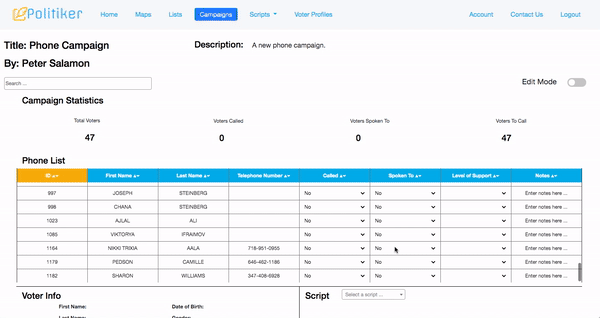 Politiker Home Maps Lists Campaigns Scripts Voter Profiles Account Contact Us Logout
Title: Phone Campaign Description: A new phone campaign.
By: Peter Salamon
Search ... Edit Mode
Campaign Statistics
Total Voters Voters Called Voters Spoken To Voters To Call
47 0 0 47
Phone List
ID First Name Last Name Telephone Number Called Spoken To Level of Support Notes
997 JOSEPH STEINBERG No No Enter notes here ...
998 CHANA STEINBERG No No Enter notes here ...
1023 AJLAL ALI No No Enter notes here ...
1085 VIKTORYA IFRAIMOV No No Enter notes here ...
1164 NIKKI TRIXIA AALA 718-951-0955 No No Enter notes here ...
1179 PEDSON CAMILLE 646-462-1186 No No Enter notes here ...
1182 SHARON WILLIAMS 347-408-6928 No No Enter notes here ...
Voter Info Script Select a script ...
First Name: Date of Birth: